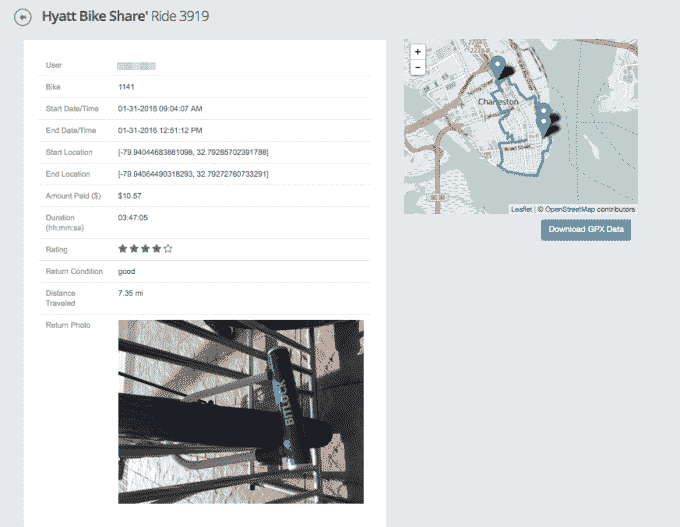 Hyatt Bike Share' Ride 3919
User
Bike 1141
Start Date/Time 01-31-2016 09:04:07 AM
End Date/Time 01-31-2016 12:51:12 PM
Start Location [-79.94044683881098, 32.79285702391788]
End Location [-79.94064490318293, 32.79272760733291]
Amount Paid ($) $10.57
Duration 03:47:05
(hh:mm:ss)
Rating
Return Condition good
Distance 7.35 mi
Traveled
Return Photo
BITLOCK
+
−
Charleston
Leaflet | © OpenStreetMap contributors
Download GPX Data